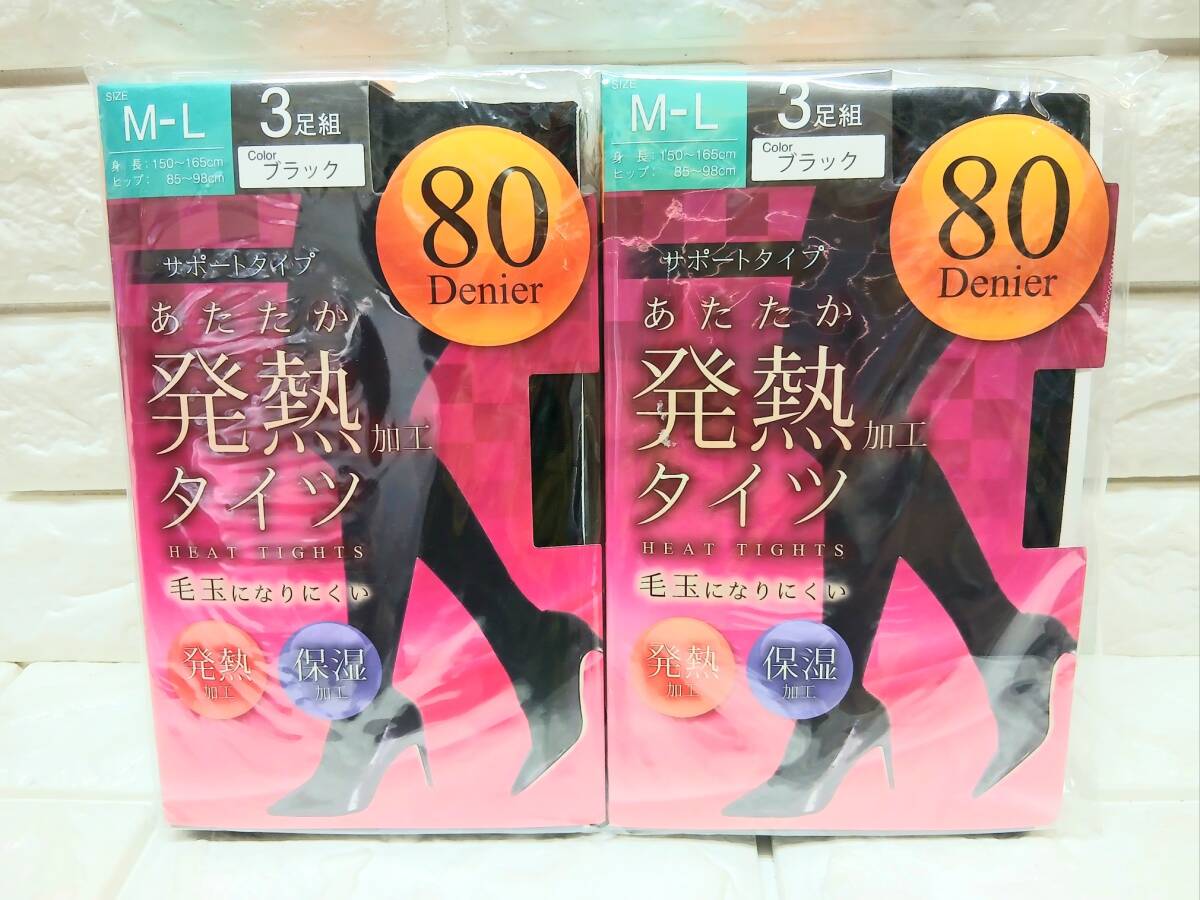 SIZE
M-L
身 長：150～165cm
ヒップ： 85～98cm
3足組
Color
ブラック
80
Denier
サポートタイプ
あたたか
発熱加工
タイツ
HEAT TIGHTS
毛玉になりにくい
発熱
加工
保湿
加工
SIZE
M-L
身 長：150～165cm
ヒップ： 85～98cm
3足組
Color
ブラック
80
Denier
サポートタイプ
あたたか
発熱加工
タイツ
HEAT TIGHTS
毛玉になりにくい
発熱
加工
保湿
加工